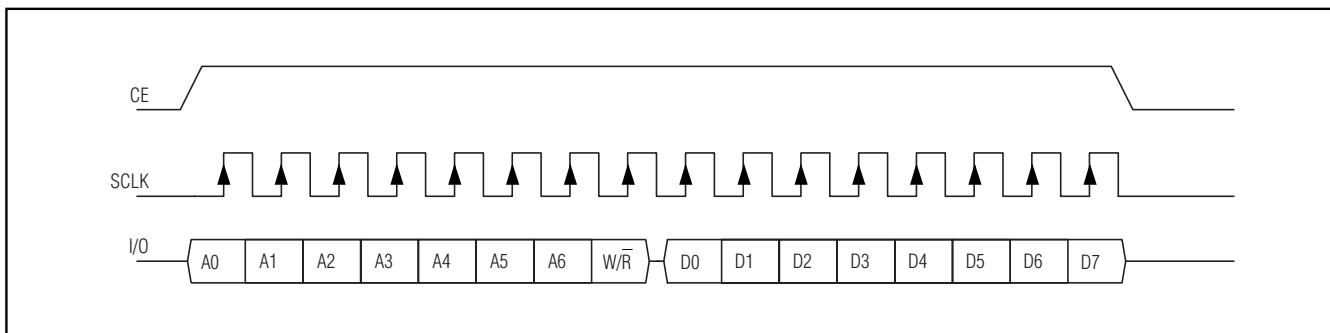 CE
SCLK
I/O
A0 A1 A2 A3 A4 A5 A6 W/R̅ D0 D1 D2 D3 D4 D5 D6 D7